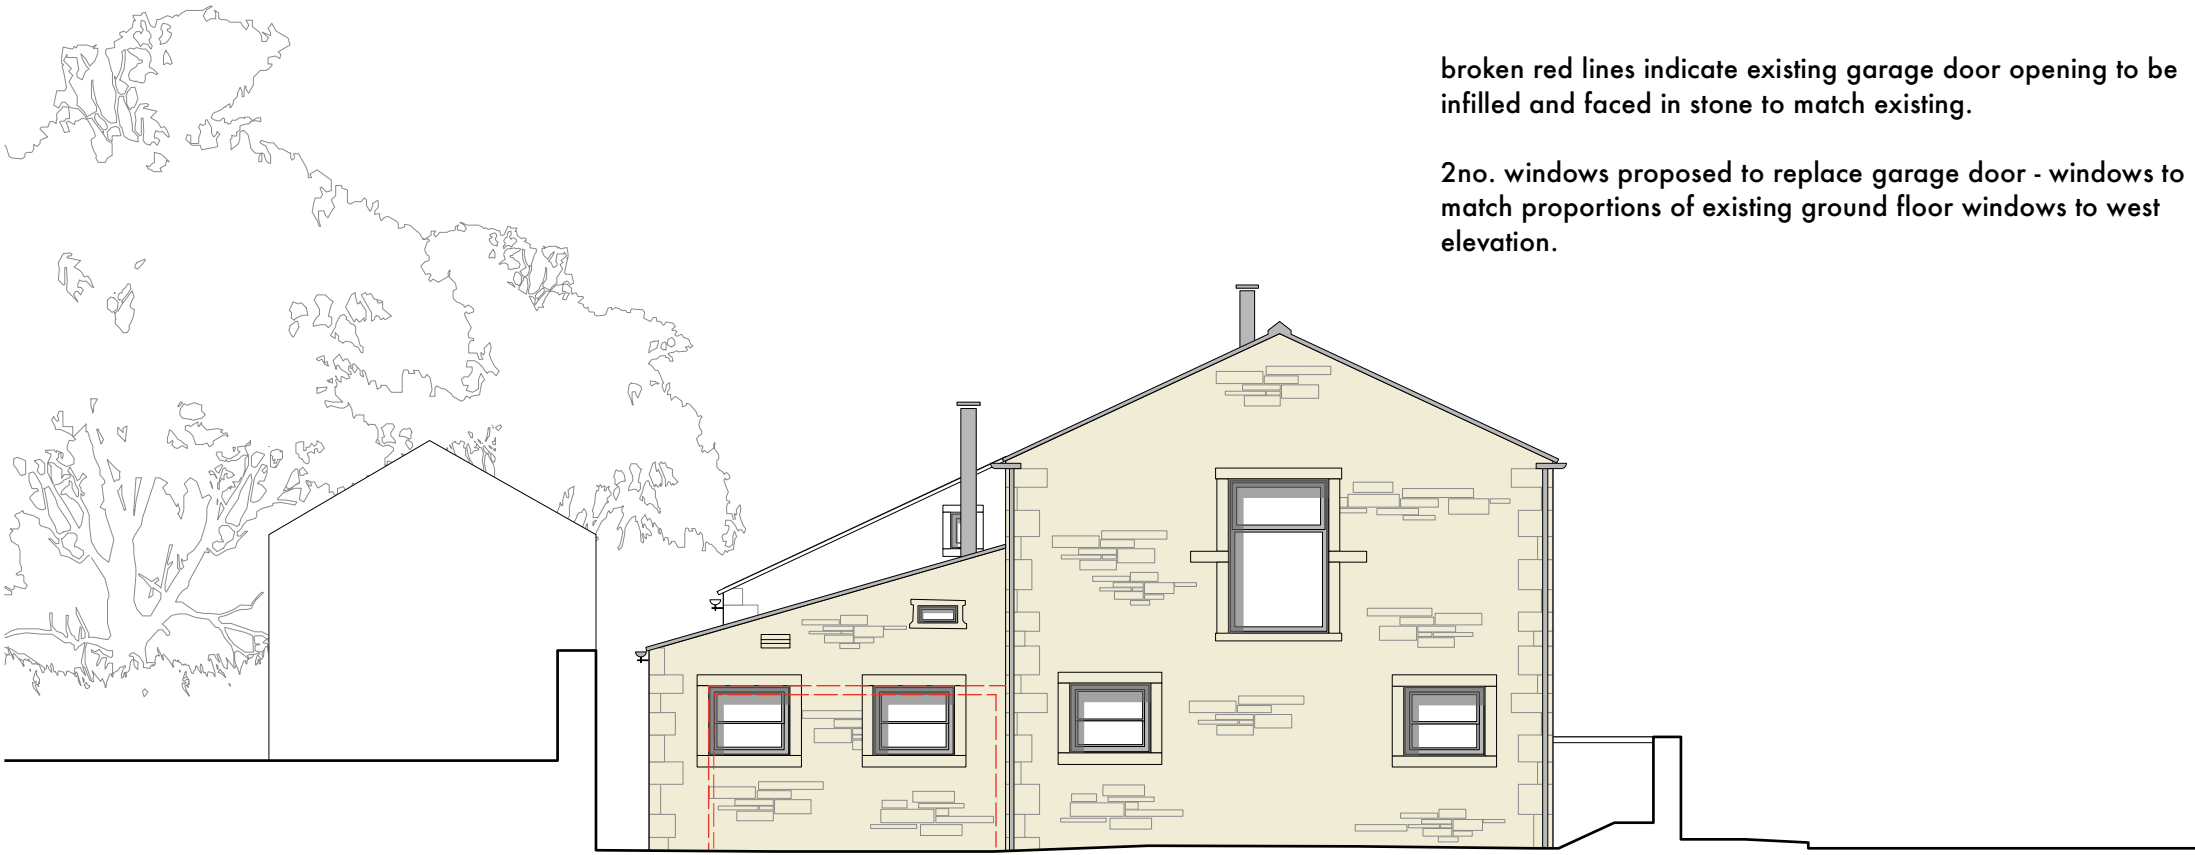 broken red lines indicate existing garage door opening to be
infilled and faced in stone to match existing.
2no. windows proposed to replace garage door - windows to
match proportions of existing ground floor windows to west
elevation.